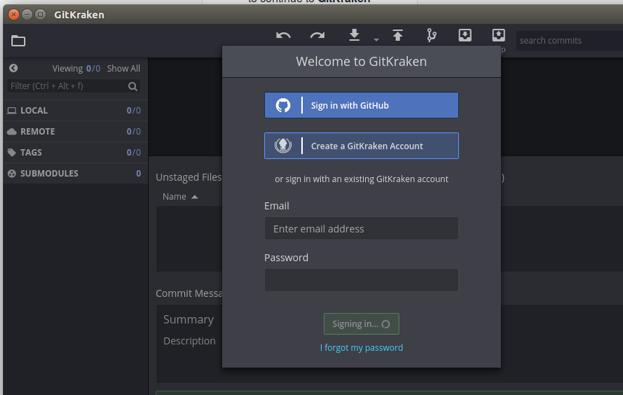 to continue to GitKraken
GitKraken
search commits
Viewing 0/0 Show All
Filter (Ctrl + Alt + f)
LOCAL 0/0
REMOTE 0/0
TAGS 0/0
SUBMODULES 0
Unstaged Files
)
Name
Commit Messa
Summary
Description
Welcome to GitKraken
Sign in with GitHub
Create a GitKraken Account
or sign in with an existing GitKraken account
Email
Enter email address
Password
Signing in...
I forgot my password